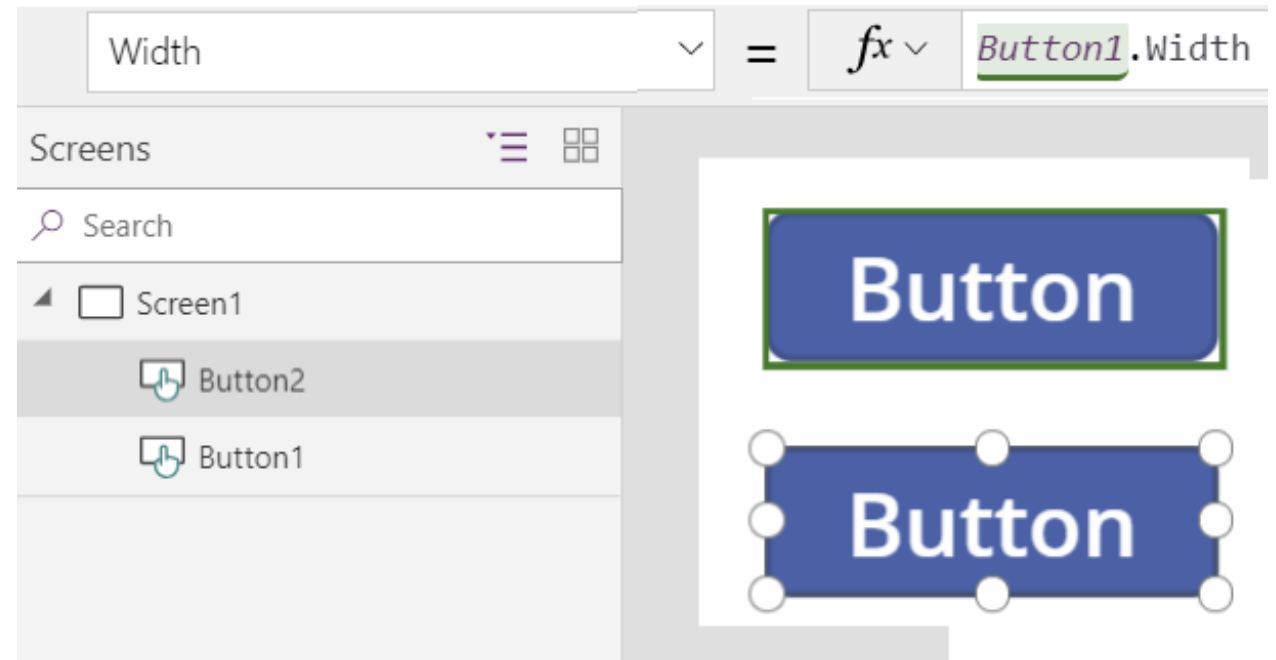 Width = fx Button1.Width
Screens
Search
Screen1
Button2
Button1
Button
Button